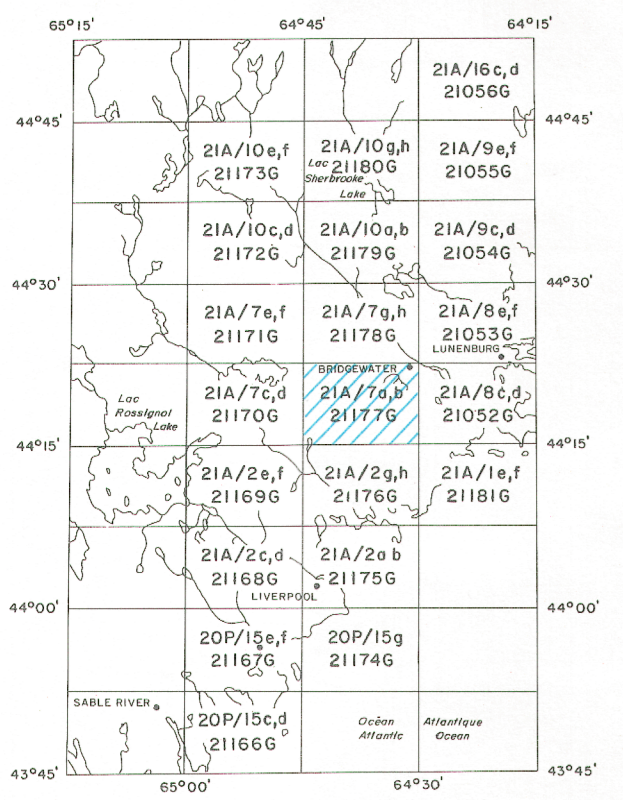 65°15' 64°45' 64°15'
21A/16c,d
21056G
44°45' 44°45'
21A/10e,f 21A/10g,h 21A/9e,f
21173G Lac 21180G 21055G
Sherbrooke
Lake
21A/10c,d 21A/10a,b 21A/9c,d
21172G 21179G 21054G
44°30' 44°30'
21A/7e,f 21A/7g,h 21A/8e,f
21171G 21178G 21053G
LUNENBURG
BRIDGEWATER
21A/7c,d 21A/7a,b 21A/8c,d
Lac
Rossignol
Lake
21170G 21177G 21052G
44°15' 44°15'
21A/2e,f 21A/2g,h 21A/1e,f
21169G 21176G 21181G
21A/2c,d 21A/2a b
21168G 21175G
LIVERPOOL
44°00' 44°00'
20P/15e,f 20P/15g
21167G 21174G
SABLE RIVER
20P/15c,d
21166G
Océan Atlantique
Atlantic Ocean
43°45' 43°45'
65°00' 64°30'